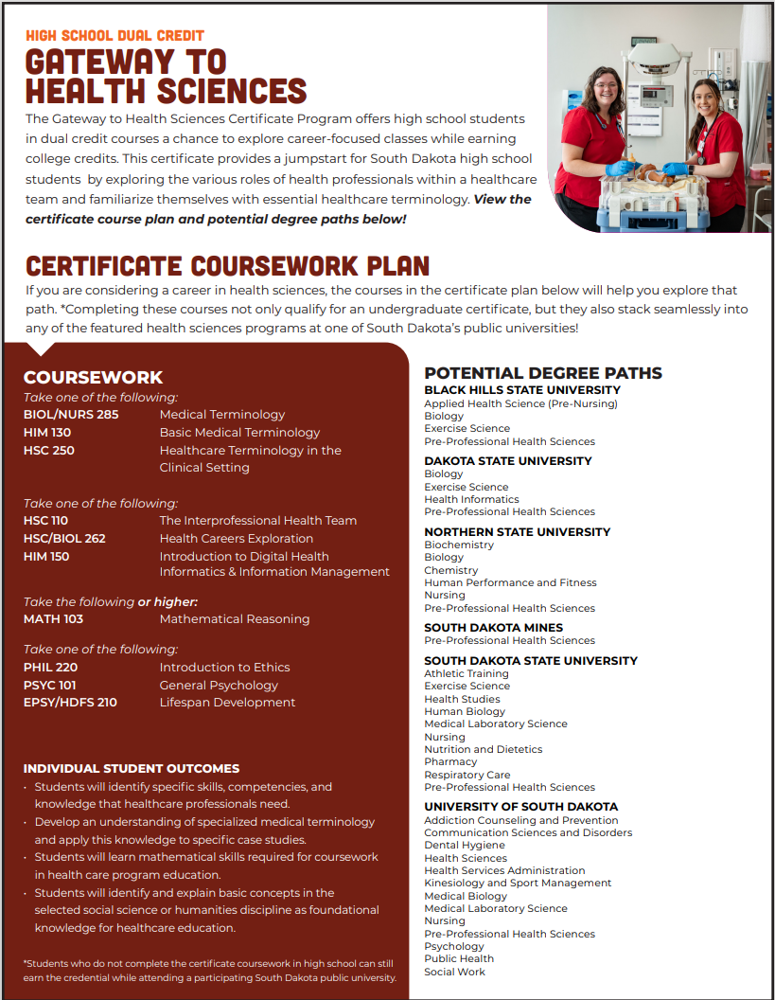 HIGH SCHOOL DUAL CREDIT
GATEWAY TO
HEALTH SCIENCES
The Gateway to Health Sciences Certificate Program offers high school students
in dual credit courses a chance to explore career-focused classes while earning
college credits. This certificate provides a jumpstart for South Dakota high school
students by exploring the various roles of health professionals within a healthcare
team and familiarize themselves with essential healthcare terminology. View the
certificate course plan and potential degree paths below!
CERTIFICATE COURSEWORK PLAN
If you are considering a career in health sciences, the courses in the certificate plan below will help you explore that
path. *Completing these courses not only qualify for an undergraduate certificate, but they also stack seamlessly into
any of the featured health sciences programs at one of South Dakota's public universities!
COURSEWORK
Take one of the following:
BIOL/NURS 285 Medical Terminology
HIM 130 Basic Medical Terminology
HSC 250 Healthcare Terminology in the
Clinical Setting
Take one of the following:
HSC 110 The Interprofessional Health Team
HSC/BIOL 262 Health Careers Exploration
HIM 150 Introduction to Digital Health
Informatics & Information Management
Take the following or higher:
MATH 103 Mathematical Reasoning
Take one of the following:
PHIL 220 Introduction to Ethics
PSYC 101 General Psychology
EPSY/HDFS 210 Lifespan Development
INDIVIDUAL STUDENT OUTCOMES
• Students will identify specific skills, competencies, and
knowledge that healthcare professionals need.
• Develop an understanding of specialized medical terminology
and apply this knowledge to specific case studies.
• Students will learn mathematical skills required for coursework
in health care program education.
• Students will identify and explain basic concepts in the
selected social science or humanities discipline as foundational
knowledge for healthcare education.
*Students who do not complete the certificate coursework in high school can still
earn the credential while attending a participating South Dakota public university.
POTENTIAL DEGREE PATHS
BLACK HILLS STATE UNIVERSITY
Applied Health Science (Pre-Nursing)
Biology
Exercise Science
Pre-Professional Health Sciences
DAKOTA STATE UNIVERSITY
Biology
Exercise Science
Health Informatics
Pre-Professional Health Sciences
NORTHERN STATE UNIVERSITY
Biochemistry
Biology
Chemistry
Human Performance and Fitness
Nursing
Pre-Professional Health Sciences
SOUTH DAKOTA MINES
Pre-Professional Health Sciences
SOUTH DAKOTA STATE UNIVERSITY
Athletic Training
Exercise Science
Health Studies
Human Biology
Medical Laboratory Science
Nursing
Nutrition and Dietetics
Pharmacy
Respiratory Care
Pre-Professional Health Sciences
UNIVERSITY OF SOUTH DAKOTA
Addiction Counseling and Prevention
Communication Sciences and Disorders
Dental Hygiene
Health Sciences
Health Services Administration
Kinesiology and Sport Management
Medical Biology
Medical Laboratory Science
Nursing
Pre-Professional Health Sciences
Psychology
Public Health
Social Work